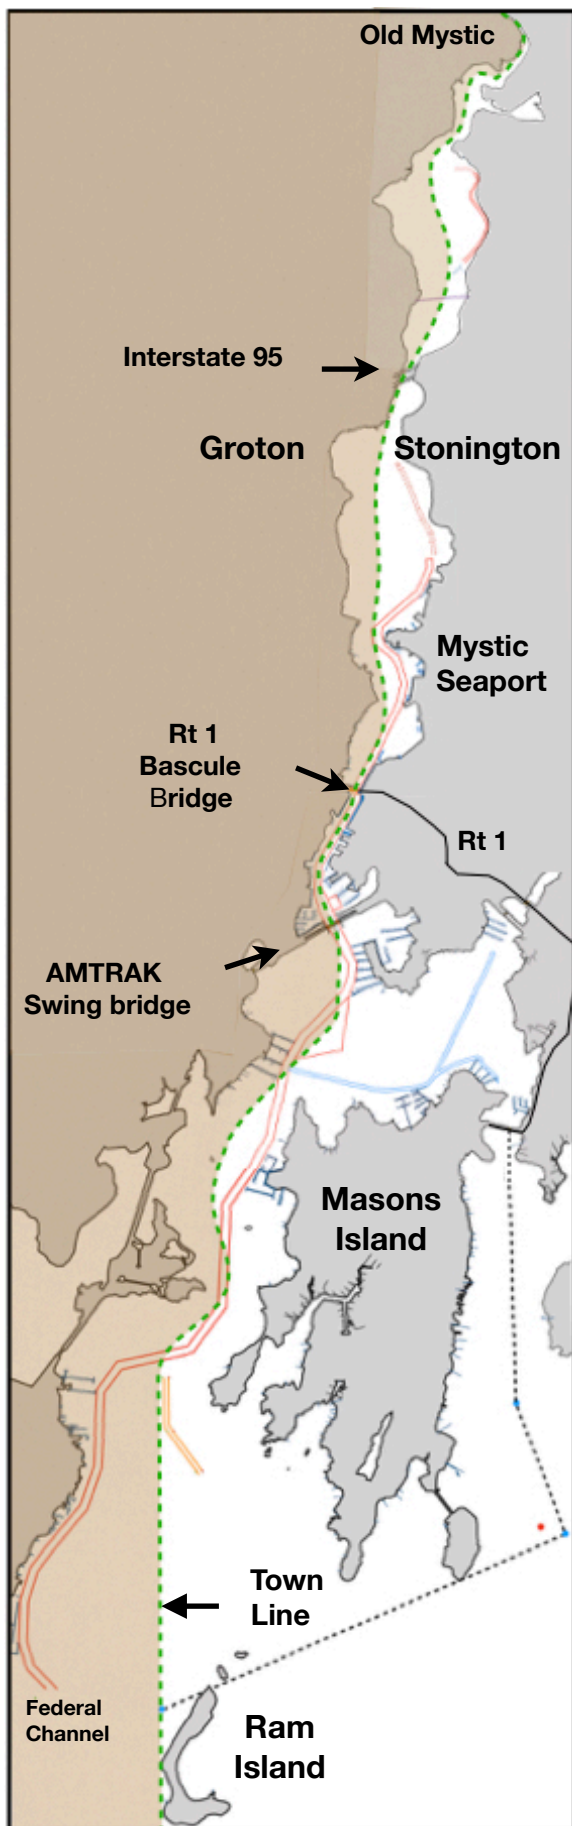 Old Mystic
Interstate 95
Groton
Stonington
Mystic
Seaport
Rt 1
Bascule
Bridge
Rt 1
AMTRAK
Swing bridge
Masons
Island
Town
Line
Federal
Channel
Ram
Island